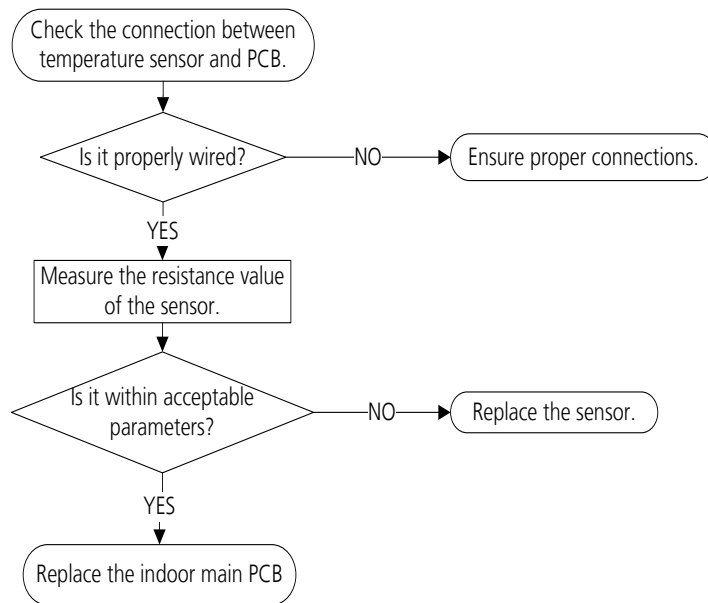 Check the connection between
temperature sensor and PCB.
Is it properly wired?
NO
Ensure proper connections.
YES
Measure the resistance value
of the sensor.
Is it within acceptable
parameters?
NO
Replace the sensor.
YES
Replace the indoor main PCB